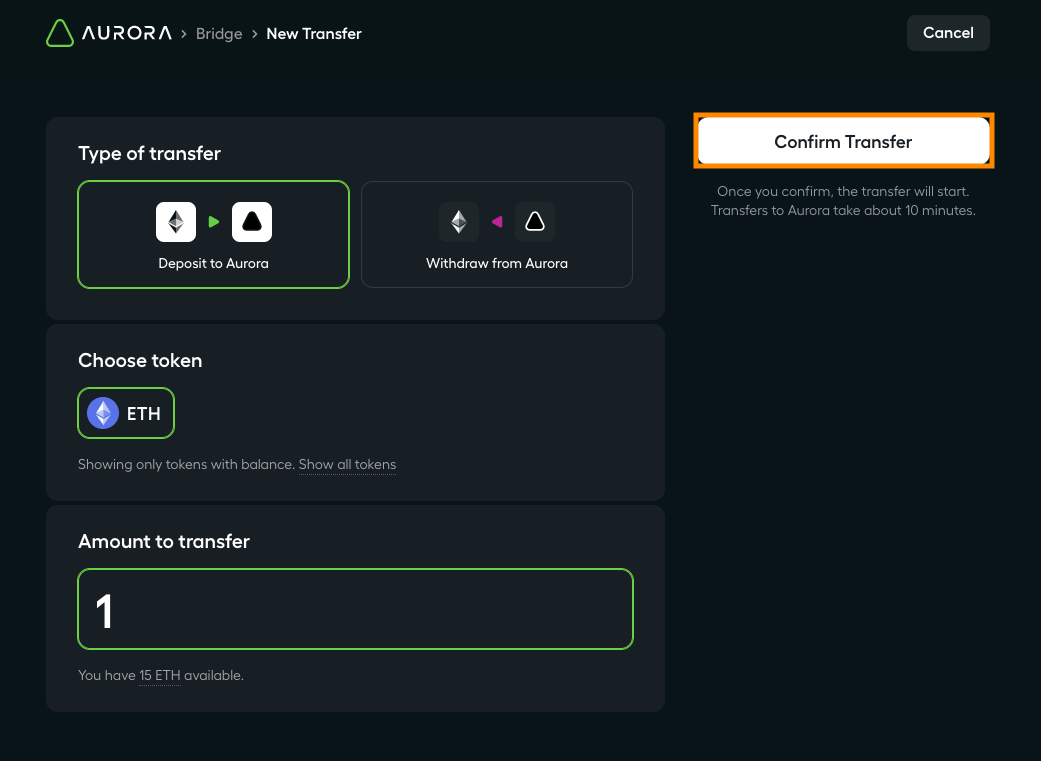 AURORA > Bridge > New Transfer
Cancel
Type of transfer
Deposit to Aurora
Withdraw from Aurora
Confirm Transfer
Once you confirm, the transfer will start.
Transfers to Aurora take about 10 minutes.
Choose token
ETH
Showing only tokens with balance. Show all tokens
Amount to transfer
1
You have 15 ETH available.